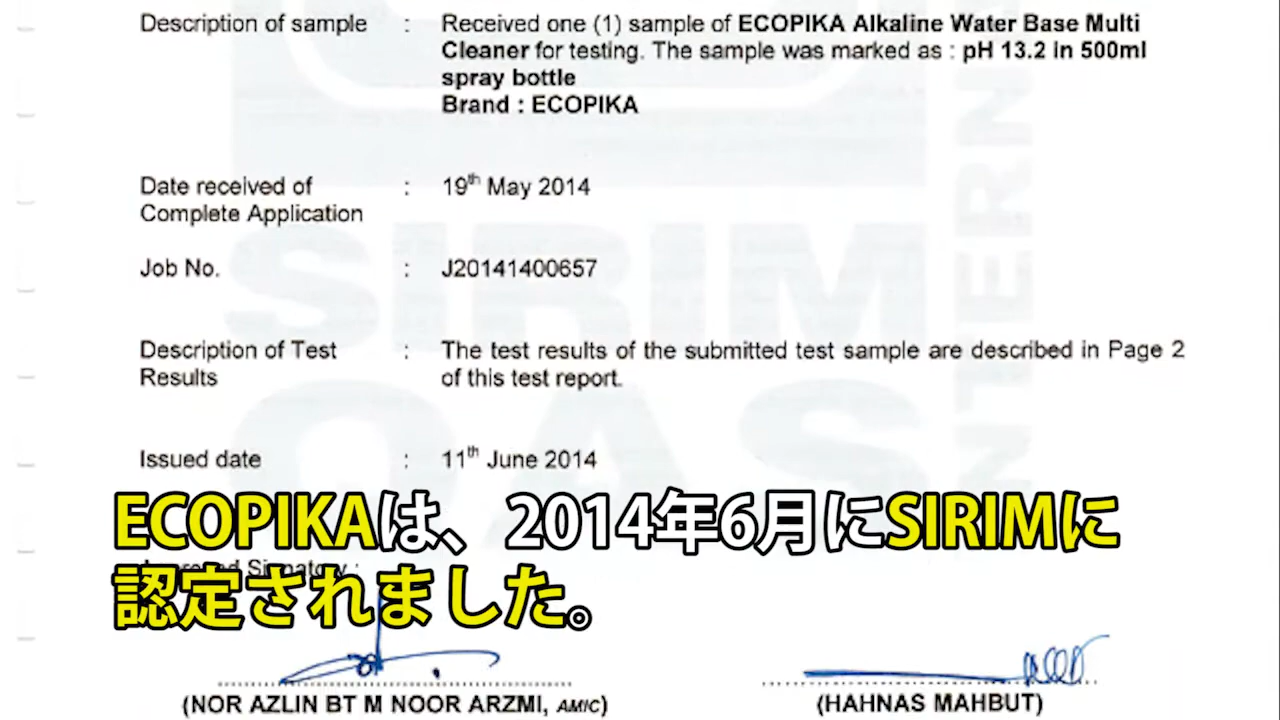 Description of sample : Received one (1) sample of ECOPIKA Alkaline Water Base Multi
Cleaner for testing. The sample was marked as : pH 13.2 in 500ml
spray bottle
Brand : ECOPIKA
Date received of : 19th May 2014
Complete Application
Job No. : J20141400657
Description of Test : The test results of the submitted test sample are described in Page 2
Results of this test report.
Issued date : 11th June 2014
ECOPIKAは、2014年6月にSIRIMに
認定されました。
(NOR AZLIN BT M NOOR ARZMI, AMIC) (HAHNAS MAHBUT)
SIRIM
QAS